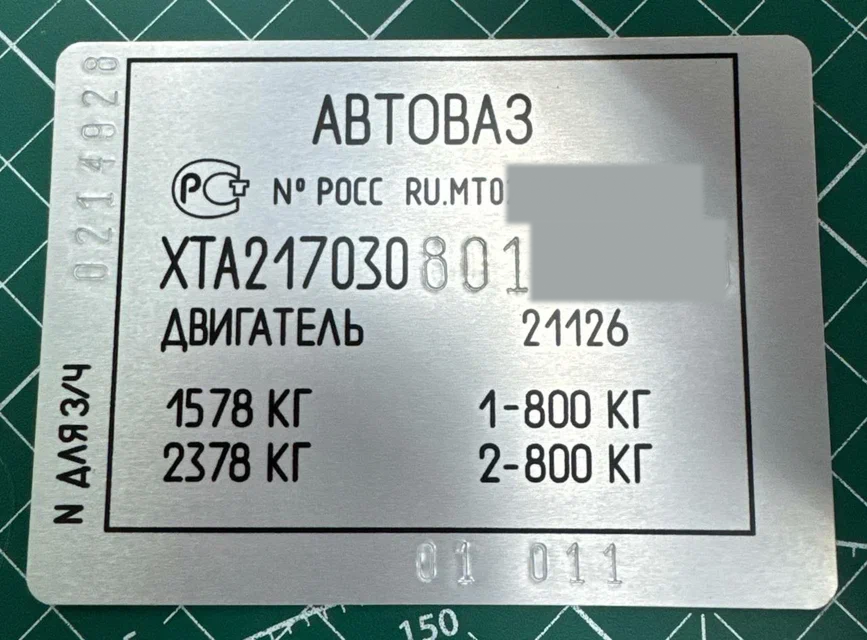 АВТОВАЗ
РСТ № РОСС RU.МТ0
ХТА217030801
ДВИГАТЕЛЬ 21126
1578 КГ 1-800 КГ
2378 КГ 2-800 КГ
01 011
N ДЛЯ З/Ч 0214928
150